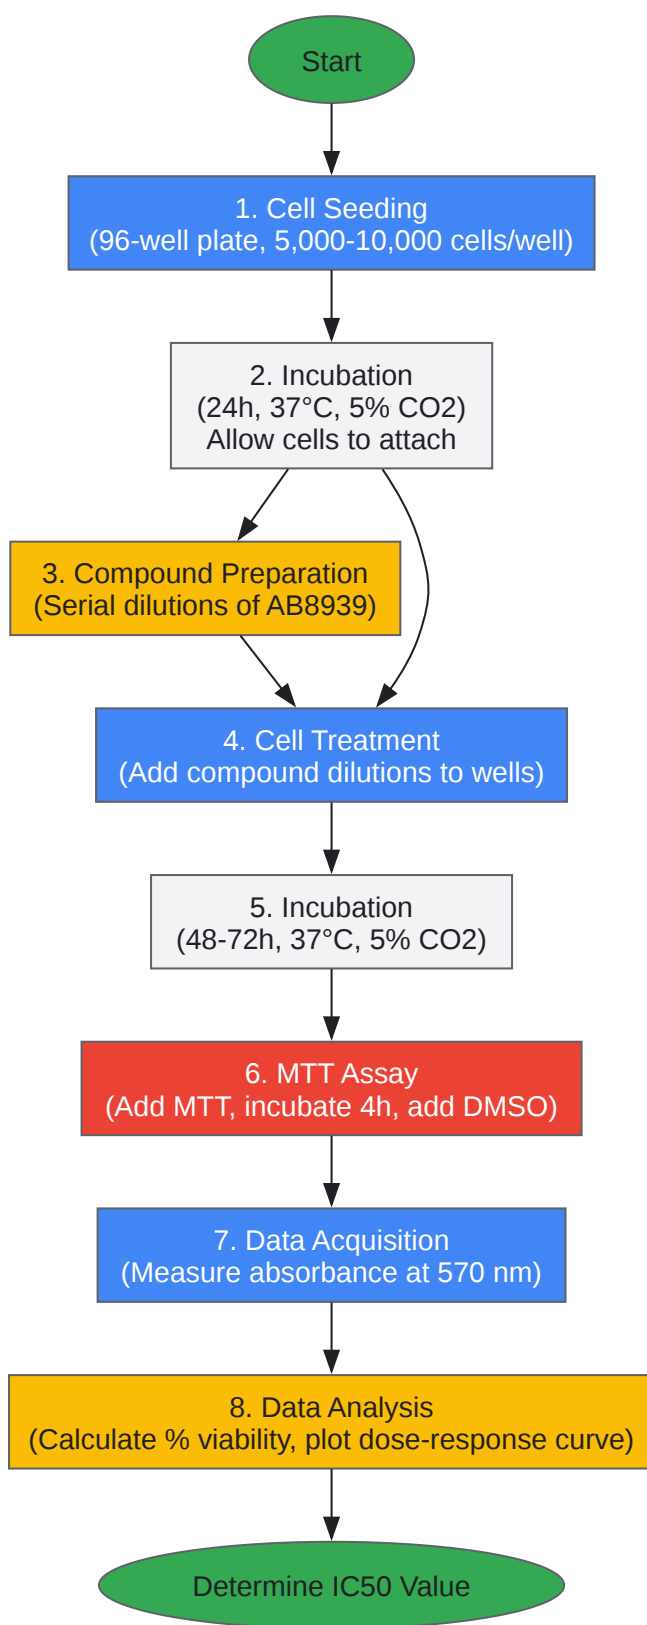 Start
1. Cell Seeding
(96-well plate, 5,000-10,000 cells/well)
2. Incubation
(24h, 37°C, 5% CO2)
Allow cells to attach
3. Compound Preparation
(Serial dilutions of AB8939)
4. Cell Treatment
(Add compound dilutions to wells)
5. Incubation
(48-72h, 37°C, 5% CO2)
6. MTT Assay
(Add MTT, incubate 4h, add DMSO)
7. Data Acquisition
(Measure absorbance at 570 nm)
8. Data Analysis
(Calculate % viability, plot dose-response curve)
Determine IC50 Value